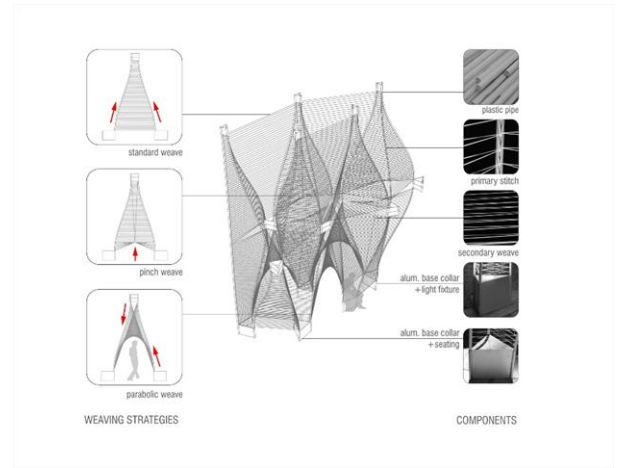 standard weave
pinch weave
parabolic weave
WEAVING STRATEGIES
plastic pipe
primary stitch
secondary weave
alum. base collar
+light fixture
alum. base collar
+seating
COMPONENTS